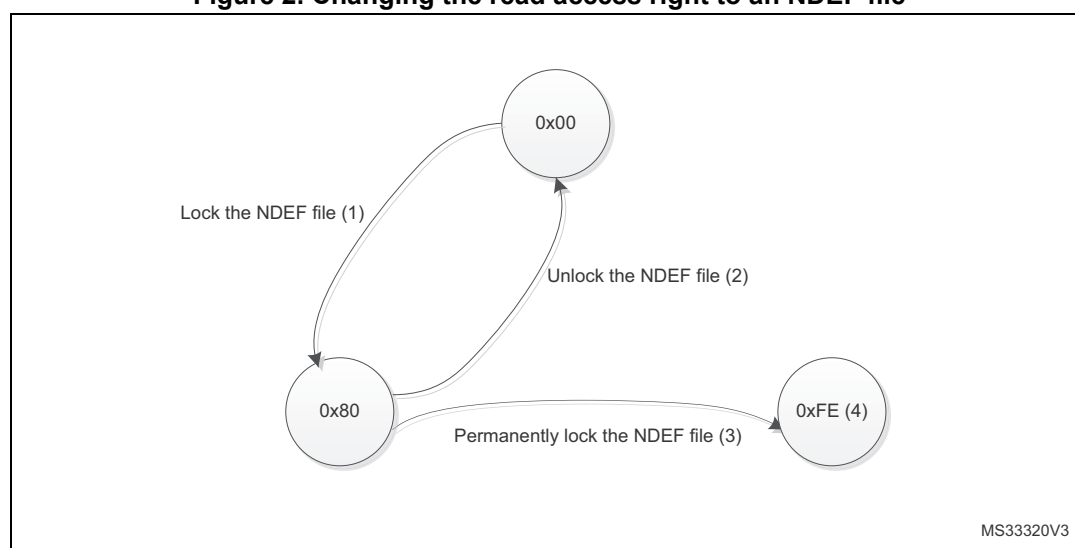 Figure 2. Changing the read access right to an NDEF file
0x00
Lock the NDEF file (1)
Unlock the NDEF file (2)
0x80
0xFE (4)
Permanently lock the NDEF file (3)
MS33320V3